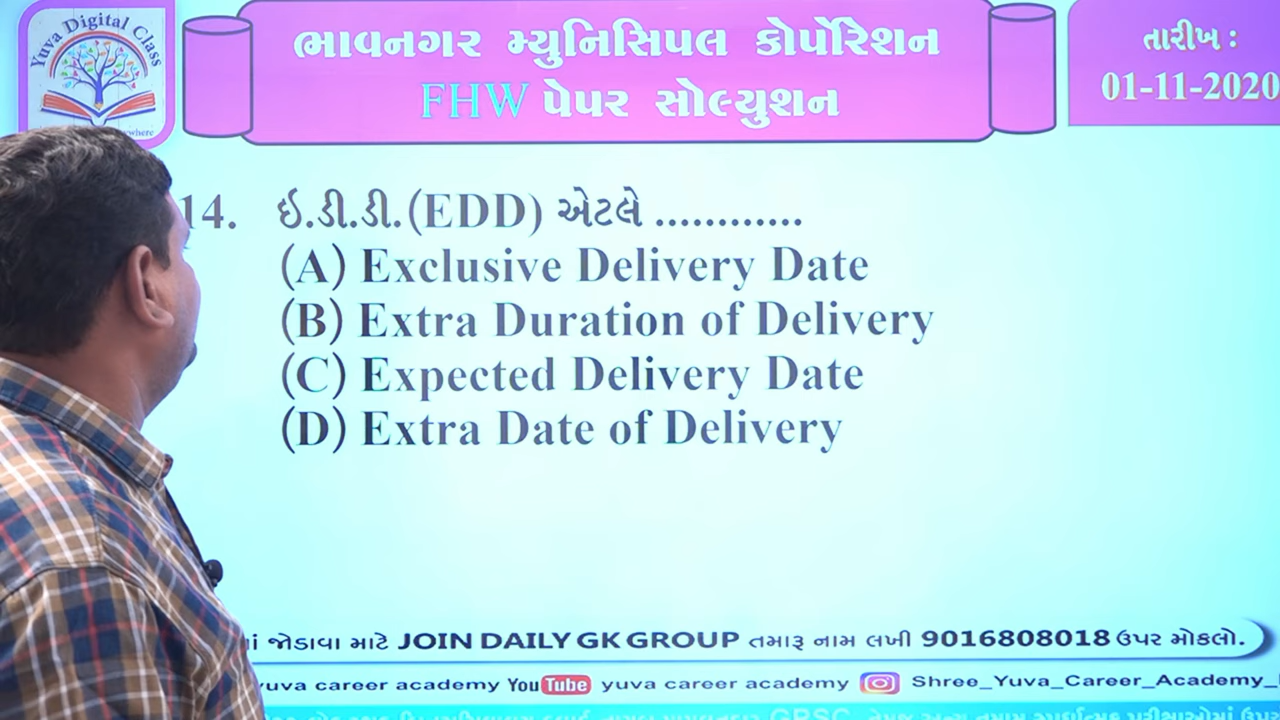 Yuva Digital Class
ભાવનગર મ્યુનિસિપલ કોર્પોરેશન
FHW પેપર સોલ્યુશન
તારીખ :
01-11-2020
14. ઇ.ડી.ડી.(EDD) એટલે ............
(A) Exclusive Delivery Date
(B) Extra Duration of Delivery
(C) Expected Delivery Date
(D) Extra Date of Delivery
જોડાવા માટે JOIN DAILY GK GROUP તમારૂ નામ લખી 9016808018 ઉપર મોકલો.
yuva career academy YouTube yuva career academy Shree_Yuva_Career_Academy_